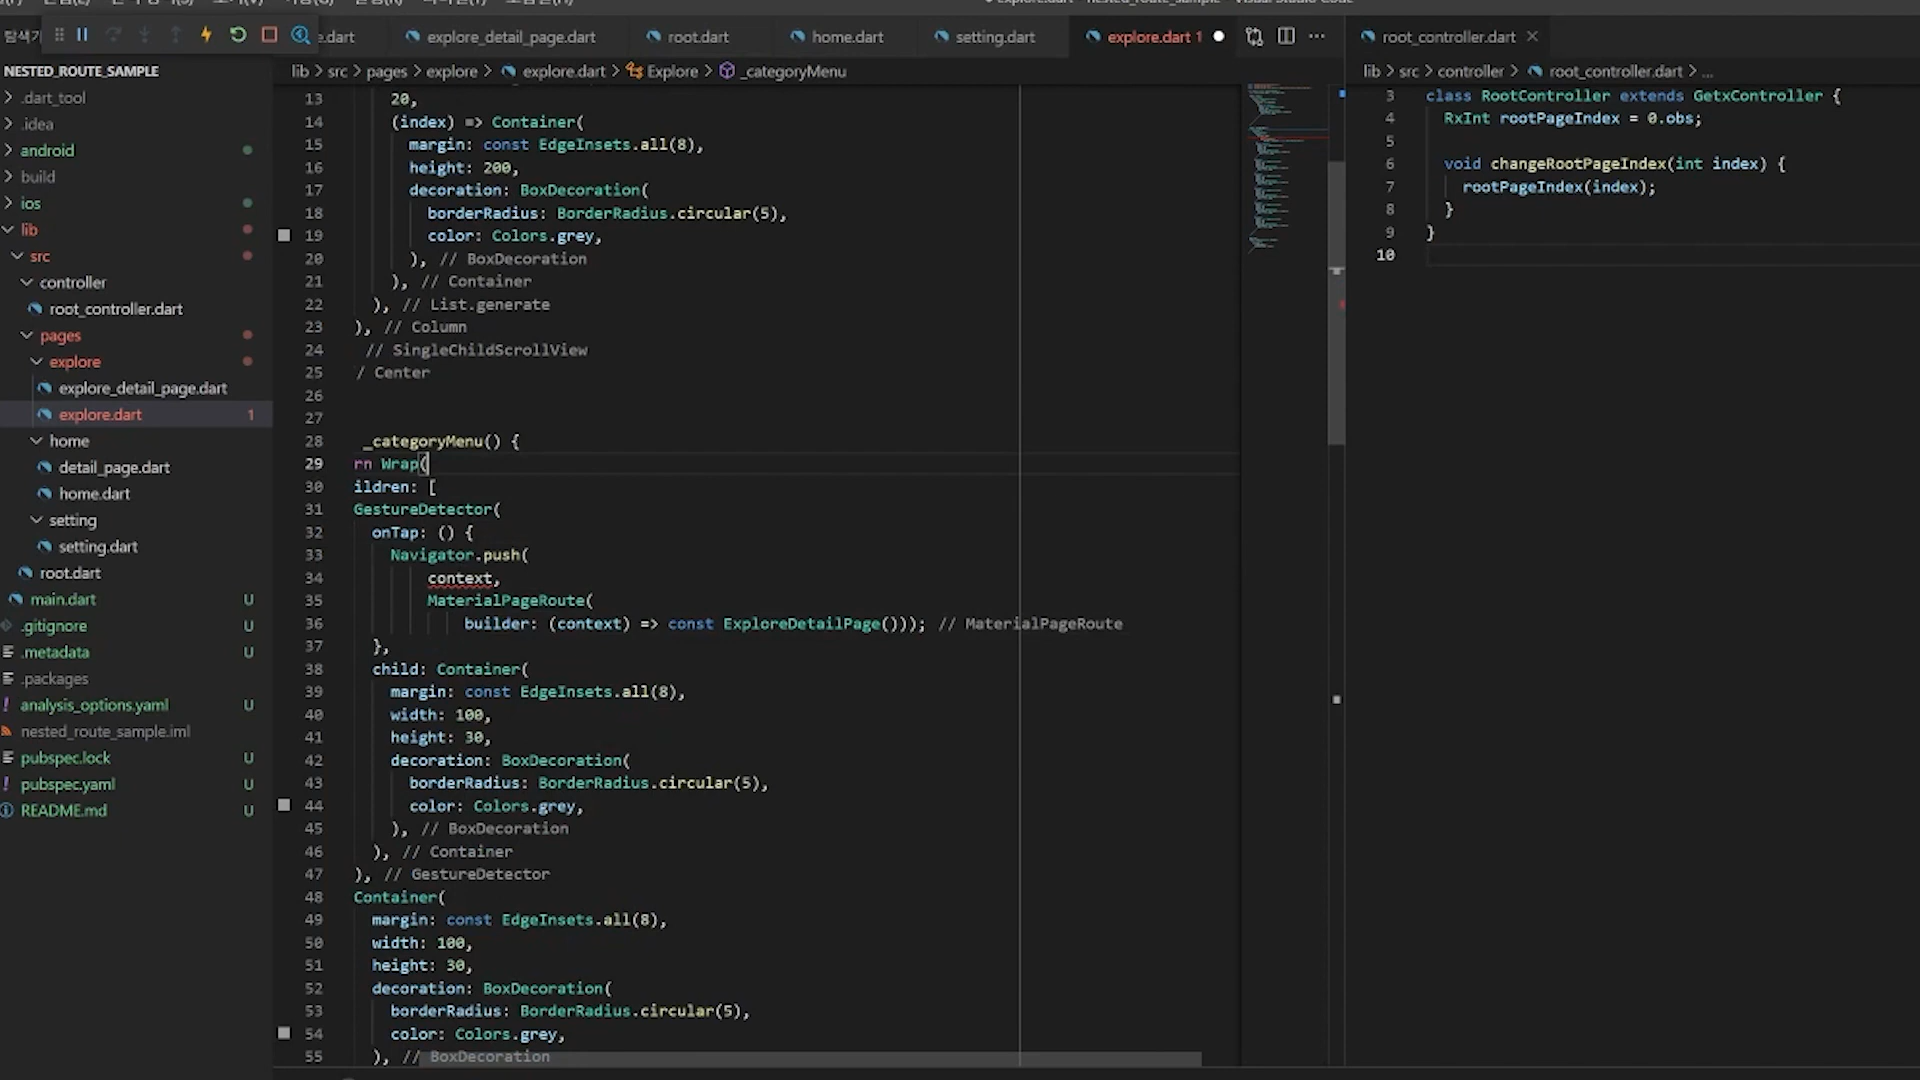 explore.dart - nested_route_sample - Visual Studio Code
탐색기
e.dart
explore_detail_page.dart
root.dart
home.dart
setting.dart
explore.dart 1
root_controller.dart
NESTED_ROUTE_SAMPLE
.dart_tool
.idea
android
build
ios
lib
src
controller
root_controller.dart
pages
explore
explore_detail_page.dart
explore.dart 1
home
detail_page.dart
home.dart
setting
setting.dart
root.dart
main.dart U
.gitignore U
.metadata U
.packages
analysis_options.yaml U
nested_route_sample.iml
pubspec.lock U
pubspec.yaml U
README.md U
lib > src > pages > explore > explore.dart > Explore > _categoryMenu
13 20,
14 (index) => Container(
15 margin: const EdgeInsets.all(8),
16 height: 200,
17 decoration: BoxDecoration(
18 borderRadius: BorderRadius.circular(5),
19 color: Colors.grey,
20 ), // BoxDecoration
21 ), // Container
22 ), // List.generate
23 ), // Column
24 // SingleChildScrollView
25 / Center
26
27
28 _categoryMenu() {
29 rn Wrap(
30 ildren: [
31 GestureDetector(
32 onTap: () {
33 Navigator.push(
34 context,
35 MaterialPageRoute(
36 builder: (context) => const ExploreDetailPage())); // MaterialPageRoute
37 },
38 child: Container(
39 margin: const EdgeInsets.all(8),
40 width: 100,
41 height: 30,
42 decoration: BoxDecoration(
43 borderRadius: BorderRadius.circular(5),
44 color: Colors.grey,
45 ), // BoxDecoration
46 ), // Container
47 ), // GestureDetector
48 Container(
49 margin: const EdgeInsets.all(8),
50 width: 100,
51 height: 30,
52 decoration: BoxDecoration(
53 borderRadius: BorderRadius.circular(5),
54 color: Colors.grey,
55 ), // BoxDecoration
lib > src > controller > root_controller.dart > ...
3 class RootController extends GetxController {
4 RxInt rootPageIndex = 0.obs;
5
6 void changeRootPageIndex(int index) {
7 rootPageIndex(index);
8 }
9 }
10